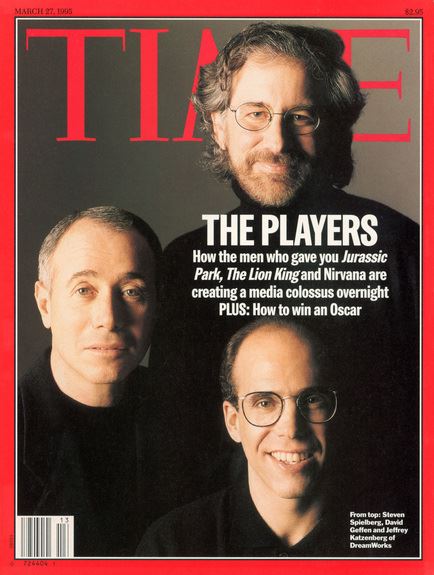 MARCH 27, 1995
$2.95
TIME
THE PLAYERS
How the men who gave you Jurassic
Park, The Lion King and Nirvana are
creating a media colossus overnight
PLUS: How to win an Oscar
From top: Steven
Spielberg, David
Geffen and Jeffrey
Katzenberg of
DreamWorks
13
0 724404 1